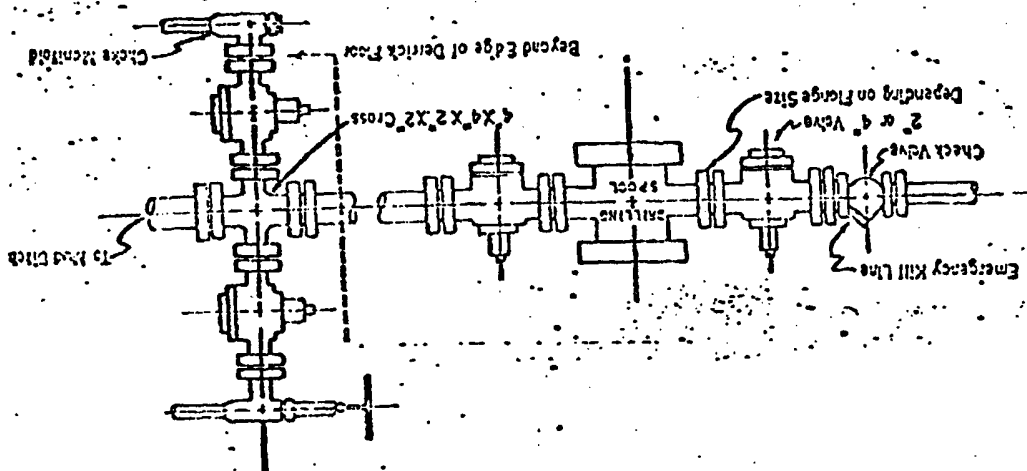 Emergency Kill Line
Check Valve
2" or 4" Valve
Depending on Flange Size
DRILLING
SPOOL
4"X4"X2"X2" Cross
Beyond Edge of Derrick Floor
To Mud Ditch
Choke Manifold